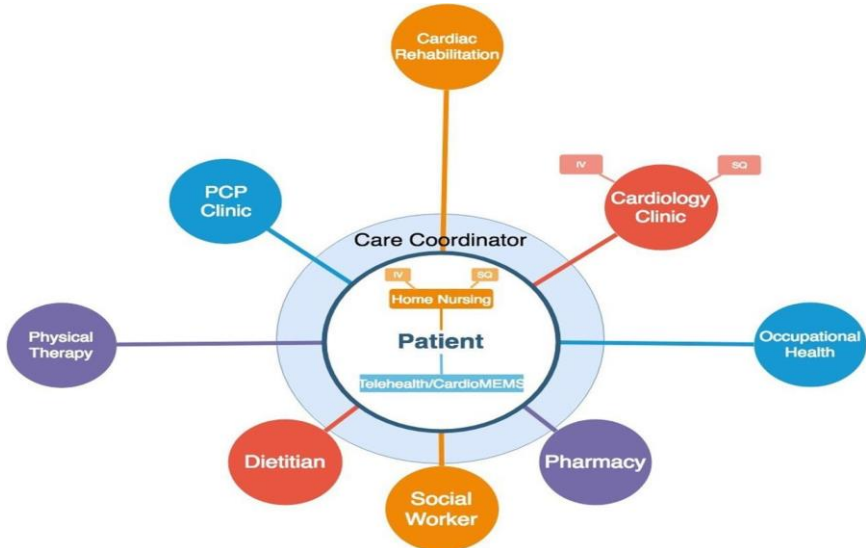 Cardiac
Rehabilitation
IV
SQ
PCP
Clinic
Cardiology
Clinic
Care Coordinator
IV
SQ
Home Nursing
Physical
Therapy
Patient
Occupational
Health
Telehealth/CardioMEMS
Dietitian
Pharmacy
Social
Worker